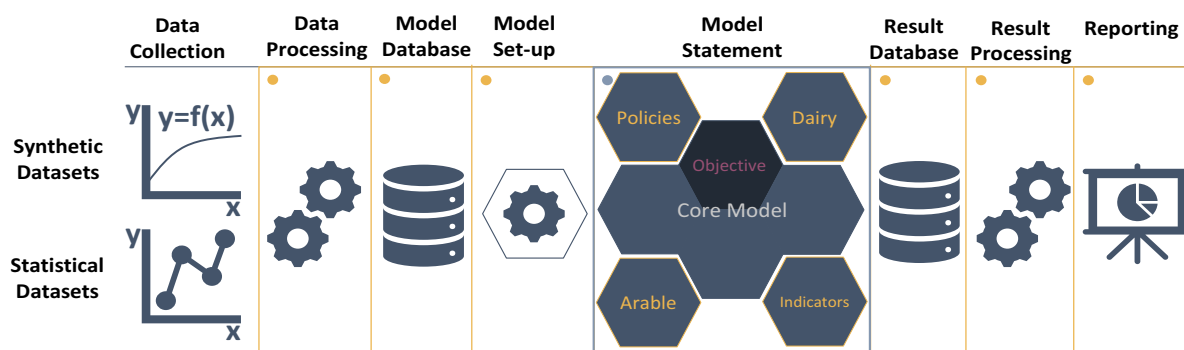 Data
Collection
Data
Processing
Model
Database
Model
Set-up
Model
Statement
Result
Database
Result
Processing
Reporting
Synthetic
Datasets
y
y=f(x)
x
Statistical
Datasets
y
x
Policies
Dairy
Objective
Core Model
Arable
Indicators